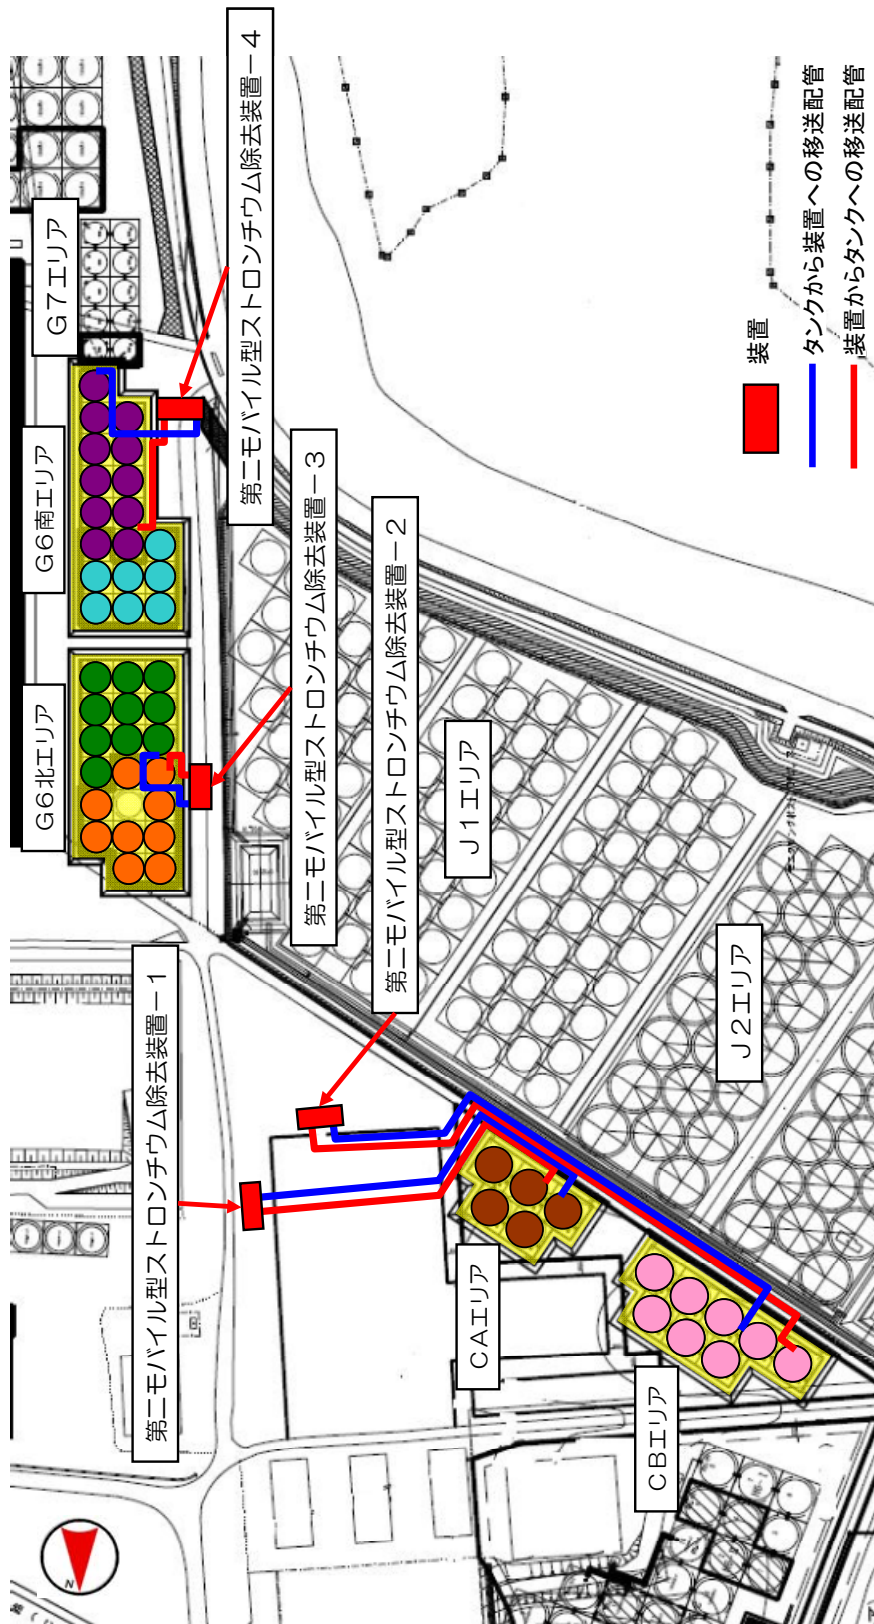 第二モバイル型ストロンチウム除去装置－1
第二モバイル型ストロンチウム除去装置－2
第二モバイル型ストロンチウム除去装置－3
第二モバイル型ストロンチウム除去装置－4
G6北エリア
G6南エリア
G7エリア
J1エリア
J2エリア
CAエリア
CBエリア
N
装置
タンクから装置への移送配管
装置からタンクへの移送配管